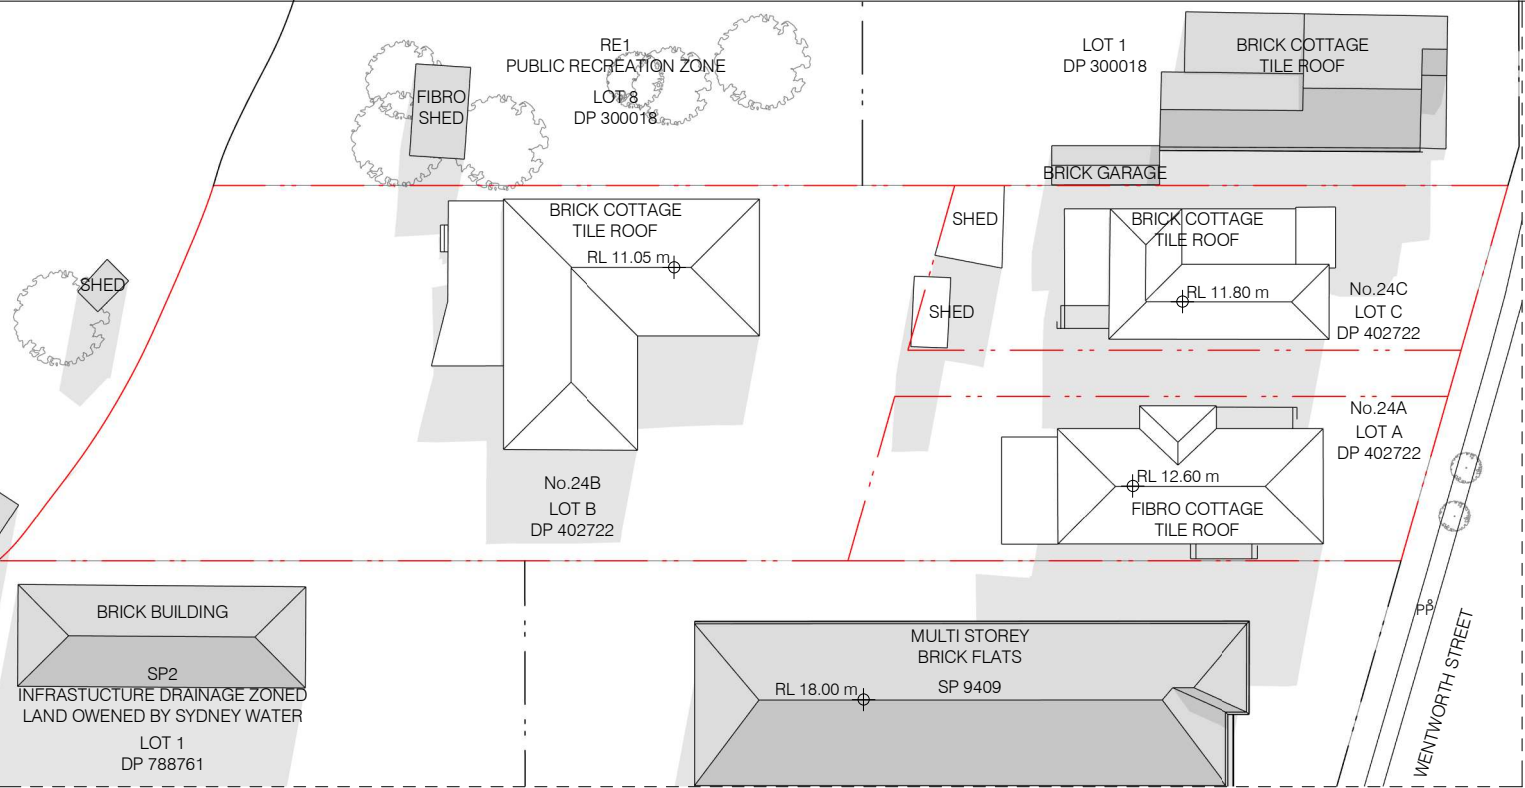 RE1
PUBLIC RECREATION ZONE
LOT 8
DP 300018
LOT 1
DP 300018
BRICK COTTAGE
TILE ROOF
FIBRO
SHED
BRICK GARAGE
BRICK COTTAGE
TILE ROOF
RL 11.05 m
SHED
BRICK COTTAGE
TILE ROOF
SHED
RL 11.80 m
No.24C
LOT C
DP 402722
SHED
No.24A
LOT A
DP 402722
RL 12.60 m
FIBRO COTTAGE
TILE ROOF
No.24B
LOT B
DP 402722
BRICK BUILDING
SP2
INFRASTUCTURE DRAINAGE ZONED
LAND OWENED BY SYDNEY WATER
LOT 1
DP 788761
MULTI STOREY
BRICK FLATS
RL 18.00 m
SP 9409
PP
WENTWORTH STREET